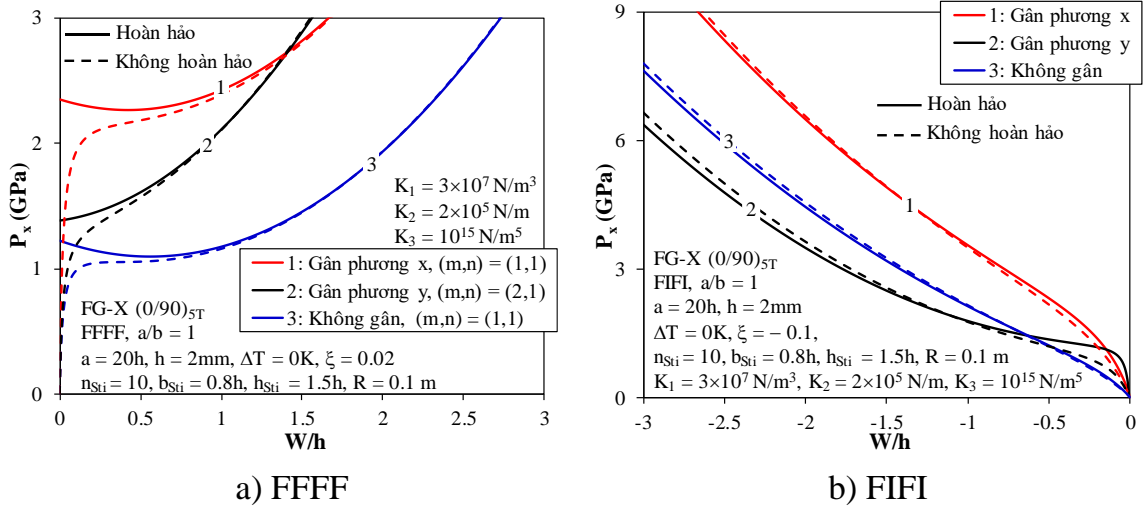 3
2
1
0
P_x (GPa)
0
0.5
1
1.5
2
2.5
3
W/h
Hoàn hảo
Không hoàn hảo
1
2
3
K₁ = 3×10⁷ N/m³
K₂ = 2×10⁵ N/m
K₃ = 10¹⁵ N/m⁵
1: Gân phương x, (m,n) = (1,1)
2: Gân phương y, (m,n) = (2,1)
3: Không gân, (m,n) = (1,1)
FG-X (0/90)₅T
FFFF, a/b = 1
a = 20h, h = 2mm, ΔT = 0K, ξ = 0.02
n_Sti = 10, b_Sti = 0.8h, h_Sti = 1.5h, R = 0.1 m
a) FFFF
9
6
3
0
P_x (GPa)
-3
-2.5
-2
-1.5
-1
-0.5
0
W/h
1: Gân phương x
2: Gân phương y
3: Không gân
Hoàn hảo
Không hoàn hảo
3
2
1
FG-X (0/90)₅T
FIFI, a/b = 1
a = 20h, h = 2mm
ΔT = 0K, ξ = – 0.1,
n_Sti = 10, b_Sti = 0.8h, h_Sti = 1.5h, R = 0.1 m
K₁ = 3×10⁷ N/m³, K₂ = 2×10⁵ N/m, K₃ = 10¹⁵ N/m⁵
b) FIFI